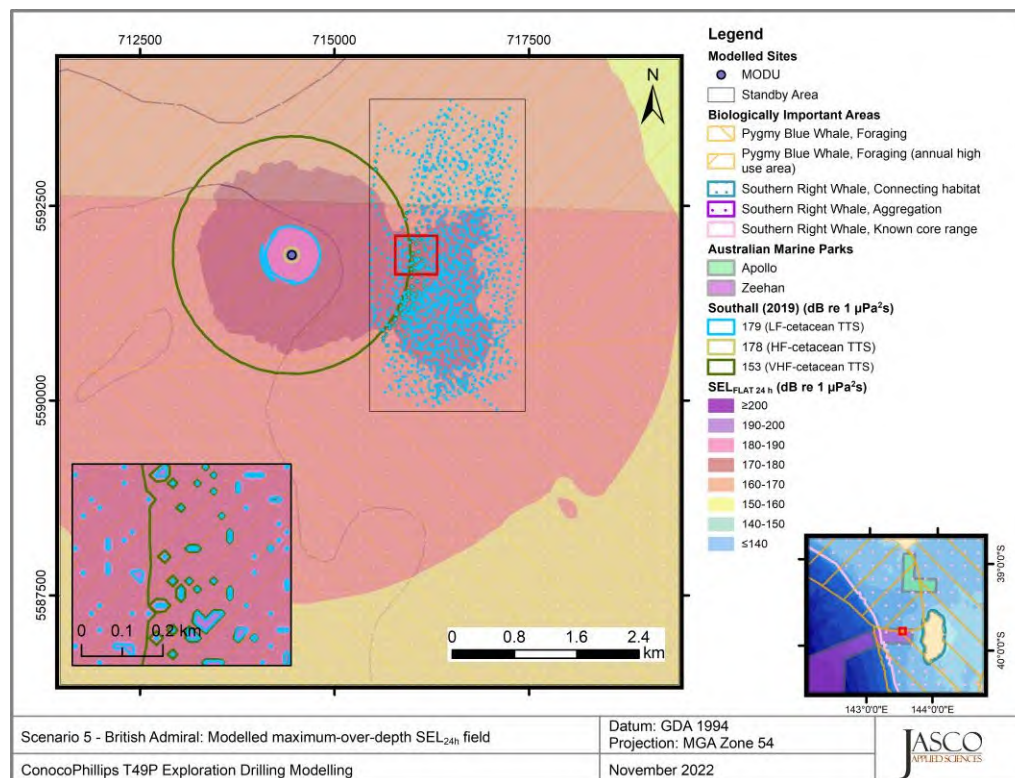 712500 715000 717500
5592500
5590000
5587500
N
0 0.1 0.2 km
0 0.8 1.6 2.4
km
Legend
Modelled Sites
MODU
Standby Area
Biologically Important Areas
Pygmy Blue Whale, Foraging
Pygmy Blue Whale, Foraging (annual high
use area)
Southern Right Whale, Connecting habitat
Southern Right Whale, Aggregation
Southern Right Whale, Known core range
Australian Marine Parks
Apollo
Zeehan
Southall (2019) (dB re 1 µPa²s)
179 (LF-cetacean TTS)
178 (HF-cetacean TTS)
153 (VHF-cetacean TTS)
SELFLAT 24 h (dB re 1 µPa²s)
≥200
190-200
180-190
170-180
160-170
150-160
140-150
≤140
39°0'0"S
40°0'0"S
143°0'0"E 144°0'0"E
Scenario 5 - British Admiral: Modelled maximum-over-depth SEL24h field
Datum: GDA 1994
Projection: MGA Zone 54
ConocoPhillips T49P Exploration Drilling Modelling
November 2022
JASCO
APPLIED SCIENCES